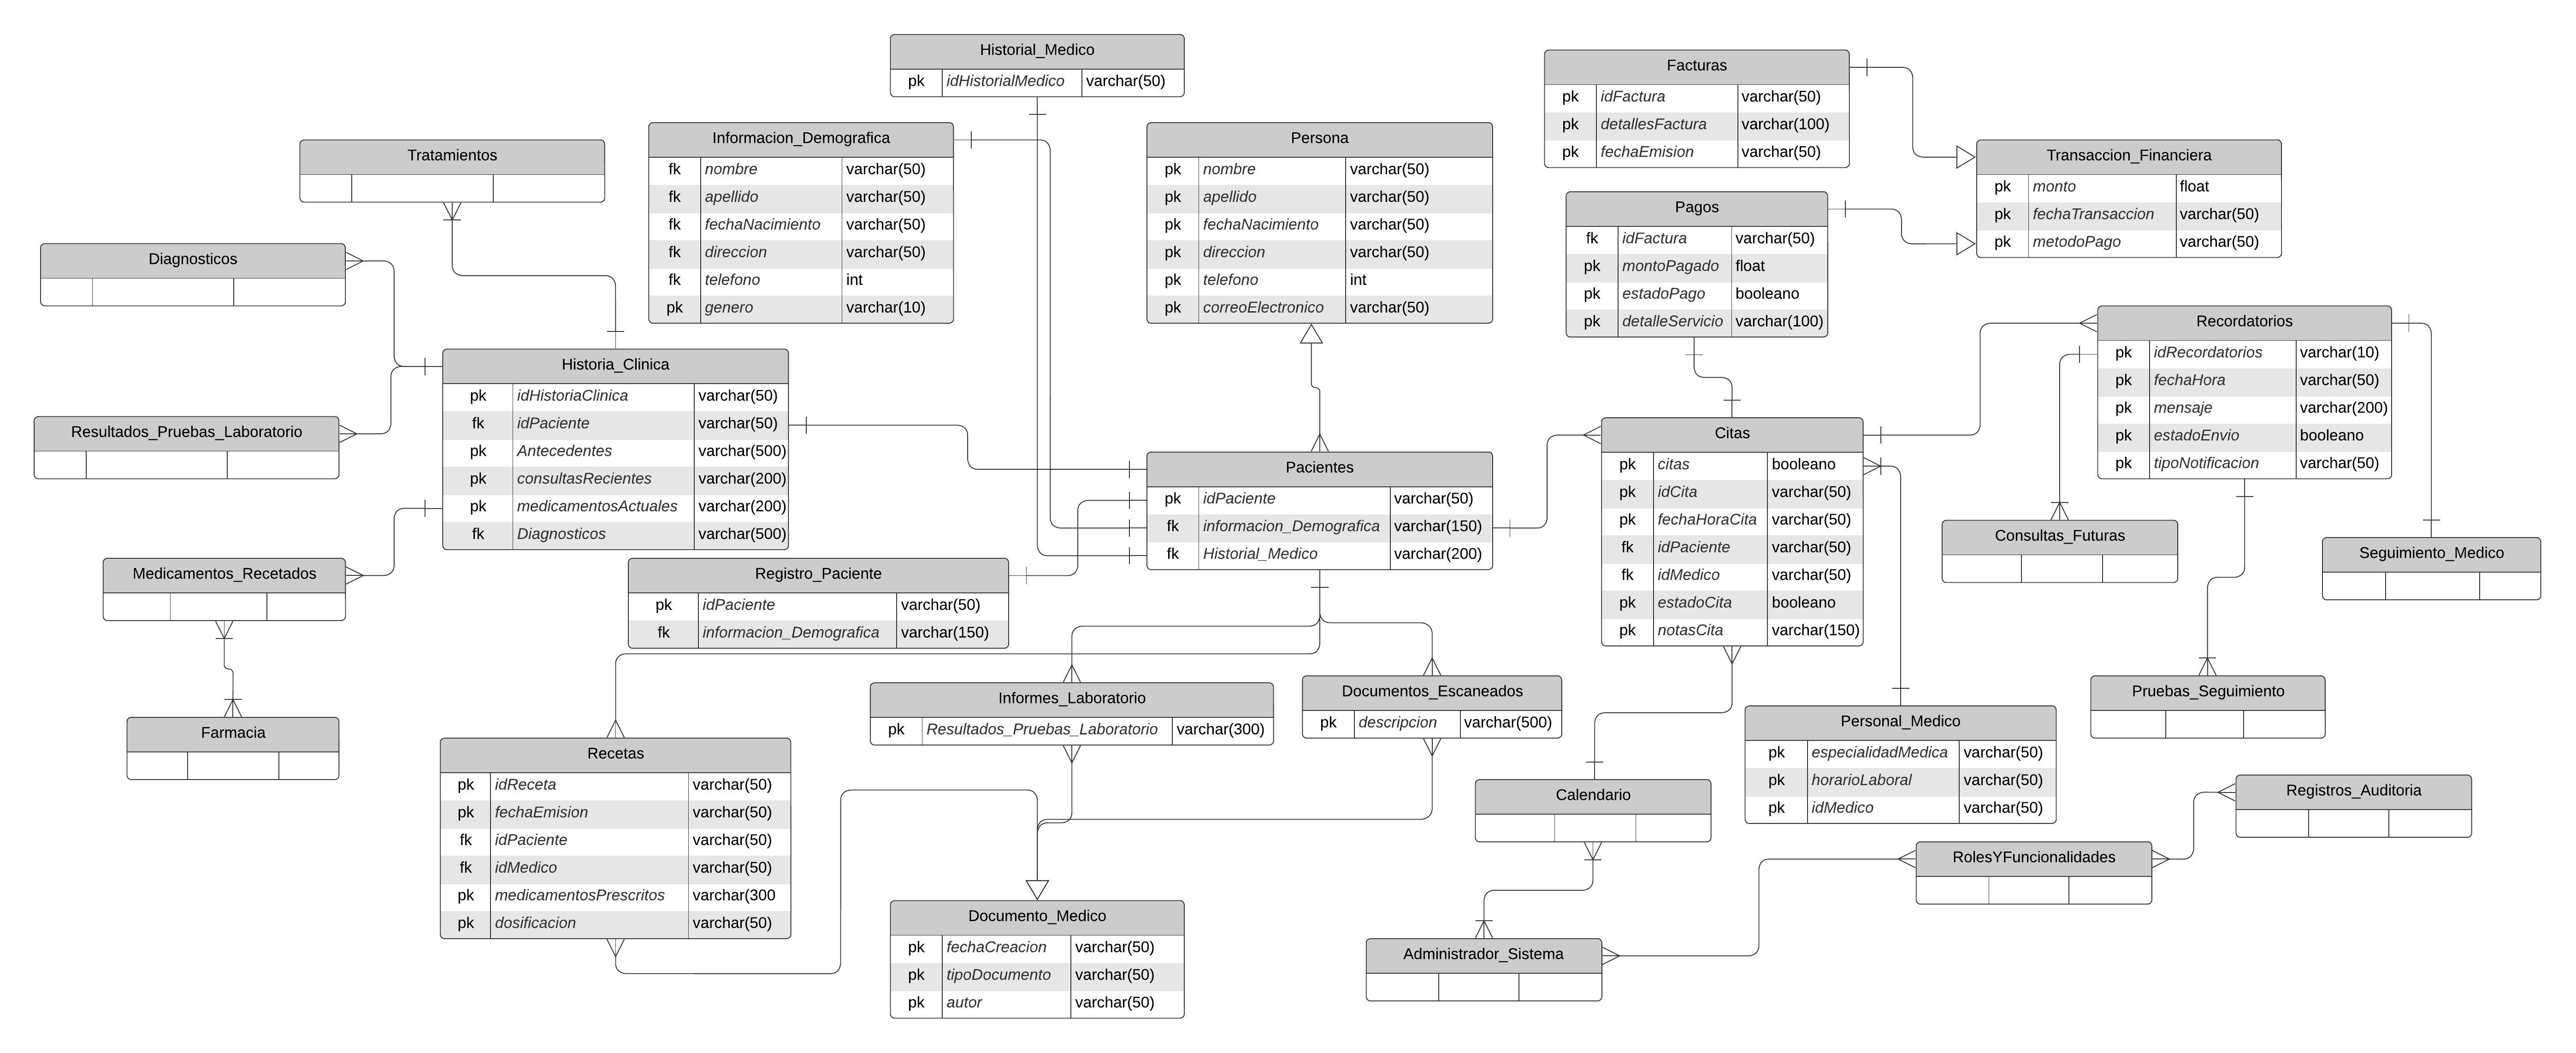 Historial_Medico
pk idHistorialMedico varchar(50)
Facturas
pk idFactura varchar(50)
pk detallesFactura varchar(100)
pk fechaEmision varchar(50)
Informacion_Demografica
fk nombre varchar(50)
fk apellido varchar(50)
fk fechaNacimiento varchar(50)
fk direccion varchar(50)
fk telefono int
pk genero varchar(10)
Persona
pk nombre varchar(50)
pk apellido varchar(50)
pk fechaNacimiento varchar(50)
pk direccion varchar(50)
pk telefono int
pk correoElectronico varchar(50)
Tratamientos
Transaccion_Financiera
pk monto float
pk fechaTransaccion varchar(50)
pk metodoPago varchar(50)
Pagos
fk idFactura varchar(50)
pk montoPagado float
pk estadoPago booleano
pk detalleServicio varchar(100)
Diagnosticos
Recordatorios
pk idRecordatorios varchar(10)
pk fechaHora varchar(50)
pk mensaje varchar(200)
pk estadoEnvio booleano
pk tipoNotificacion varchar(50)
Historia_Clinica
pk idHistoriaClinica varchar(50)
fk idPaciente varchar(50)
pk Antecedentes varchar(500)
pk consultasRecientes varchar(200)
pk medicamentosActuales varchar(200)
fk Diagnosticos varchar(500)
Resultados_Pruebas_Laboratorio
Citas
pk citas booleano
pk idCita varchar(50)
pk fechaHoraCita varchar(50)
fk idPaciente varchar(50)
fk idMedico varchar(50)
pk estadoCita booleano
pk notasCita varchar(150)
Pacientes
pk idPaciente varchar(50)
fk informacion_Demografica varchar(150)
fk Historial_Medico varchar(200)
Consultas_Futuras
Seguimiento_Medico
Medicamentos_Recetados
Registro_Paciente
pk idPaciente varchar(50)
fk informacion_Demografica varchar(150)
Informes_Laboratorio
pk Resultados_Pruebas_Laboratorio varchar(300)
Documentos_Escaneados
pk descripcion varchar(500)
Pruebas_Seguimiento
Personal_Medico
pk especialidadMedica varchar(50)
pk horarioLaboral varchar(50)
pk idMedico varchar(50)
Farmacia
Recetas
pk idReceta varchar(50)
pk fechaEmision varchar(50)
fk idPaciente varchar(50)
fk idMedico varchar(50)
pk medicamentosPrescritos varchar(300
pk dosificacion varchar(50)
Calendario
Registros_Auditoria
RolesYFuncionalidades
Documento_Medico
pk fechaCreacion varchar(50)
pk tipoDocumento varchar(50)
pk autor varchar(50)
Administrador_Sistema